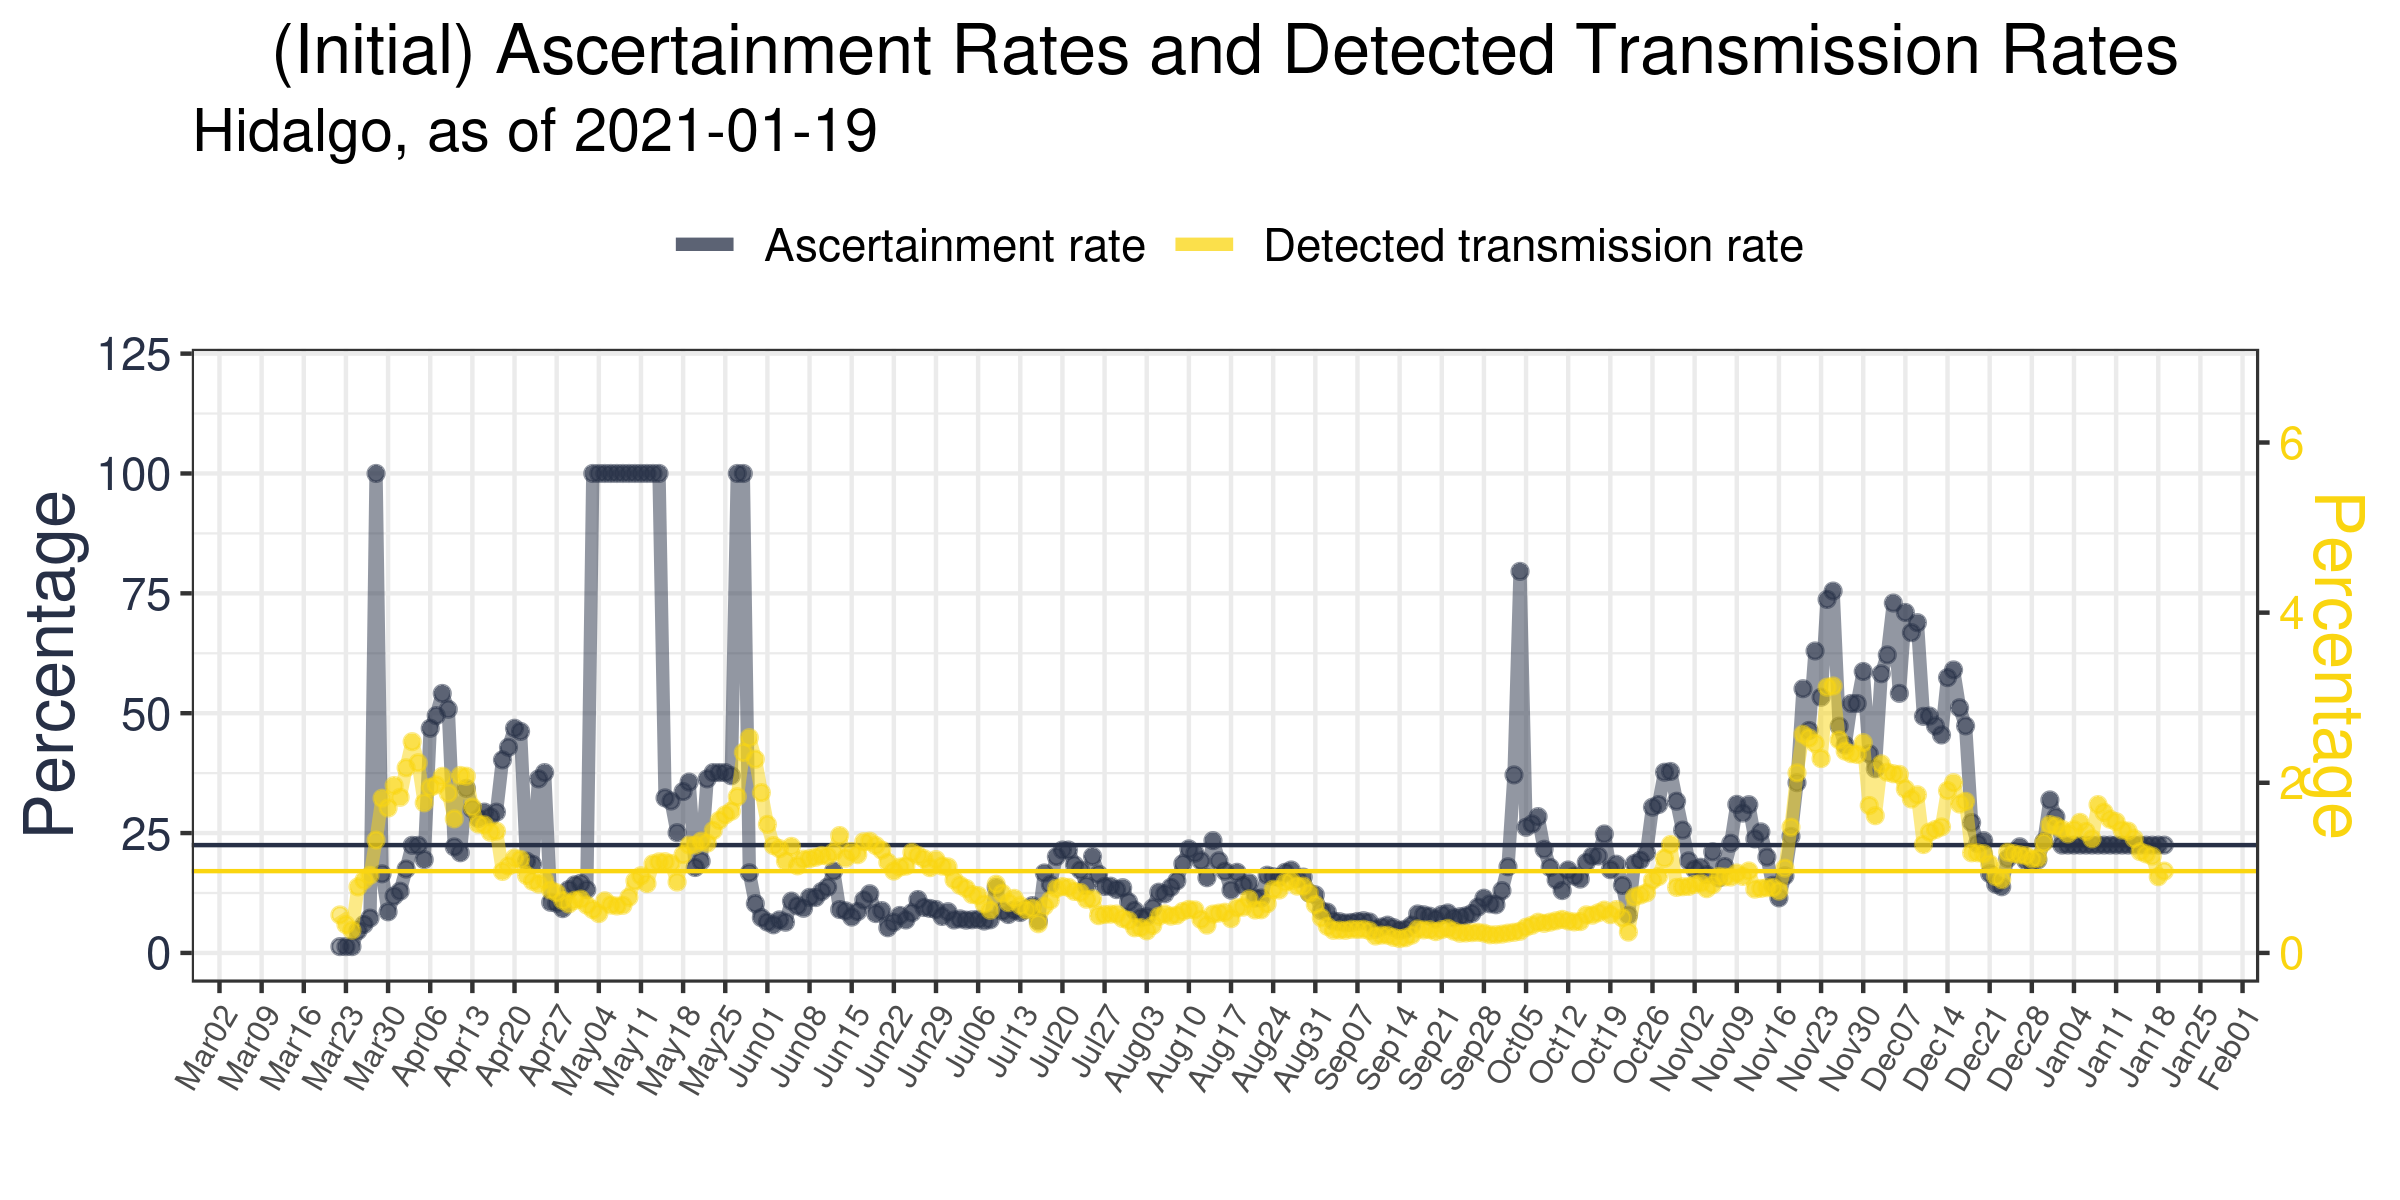 (Initial) Ascertainment Rates and Detected Transmission Rates
Hidalgo, as of 2021-01-19
Ascertainment rate Detected transmission rate
Percentage
125
100
75
50
25
0
6
4
2
0
Percentage
Mar02 Mar09 Mar16 Mar23 Mar30 Apr06 Apr13 Apr20 Apr27 May04 May11 May18 May25 Jun01 Jun08 Jun15 Jun22 Jun29 Jul06 Jul13 Jul20 Jul27 Aug03 Aug10 Aug17 Aug24 Aug31 Sep07 Sep14 Sep21 Sep28 Oct05 Oct12 Oct19 Oct26 Nov02 Nov09 Nov16 Nov23 Nov30 Dec07 Dec14 Dec21 Dec28 Jan04 Jan11 Jan18 Jan25 Feb01